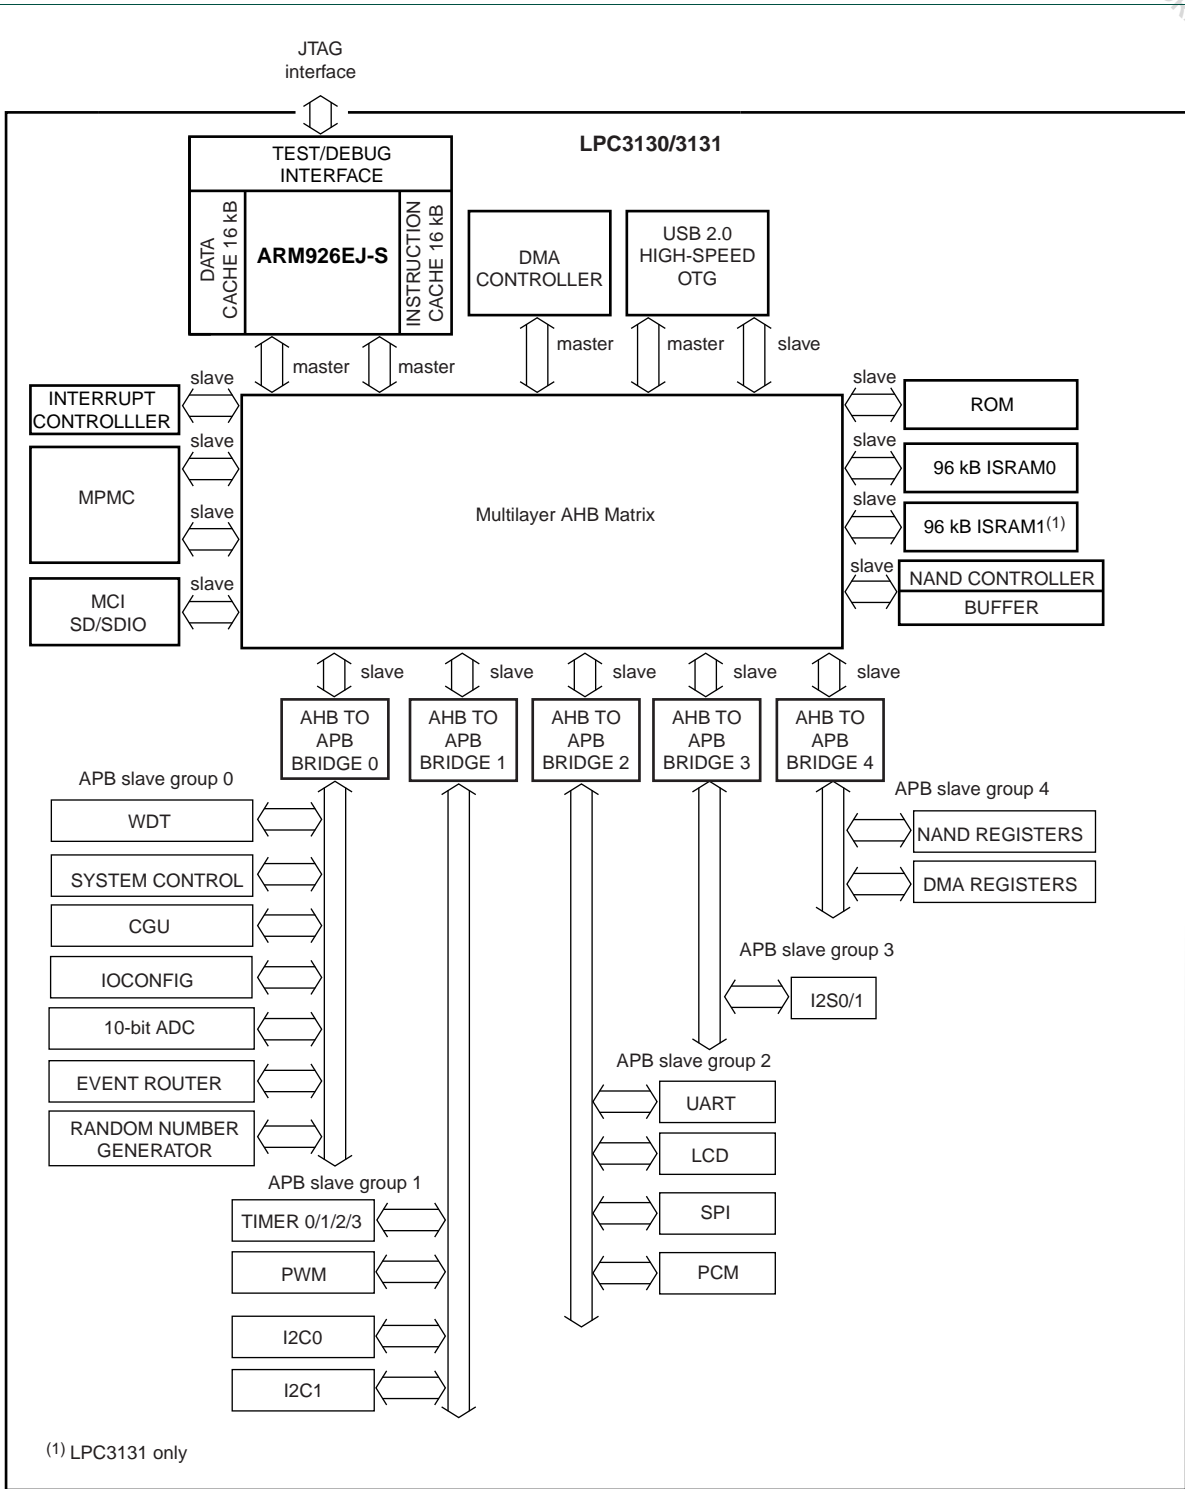 JTAG
interface
LPC3130/3131
TEST/DEBUG
INTERFACE
DATA
CACHE 16 kB
ARM926EJ-S
INSTRUCTION
CACHE 16 kB
DMA
CONTROLLER
USB 2.0
HIGH-SPEED
OTG
master
master
master
master
slave
slave
INTERRUPT
CONTROLLLER
slave
MPMC
slave
slave
MCI
SD/SDIO
Multilayer AHB Matrix
slave
ROM
slave
96 kB ISRAM0
slave
96 kB ISRAM1(1)
slave
NAND CONTROLLER
BUFFER
slave
slave
slave
slave
slave
AHB TO
APB
BRIDGE 0
AHB TO
APB
BRIDGE 1
AHB TO
APB
BRIDGE 2
AHB TO
APB
BRIDGE 3
AHB TO
APB
BRIDGE 4
APB slave group 0
WDT
SYSTEM CONTROL
CGU
IOCONFIG
10-bit ADC
EVENT ROUTER
RANDOM NUMBER
GENERATOR
APB slave group 4
NAND REGISTERS
DMA REGISTERS
APB slave group 3
I2S0/1
APB slave group 2
UART
LCD
SPI
PCM
APB slave group 1
TIMER 0/1/2/3
PWM
I2C0
I2C1
(1) LPC3131 only